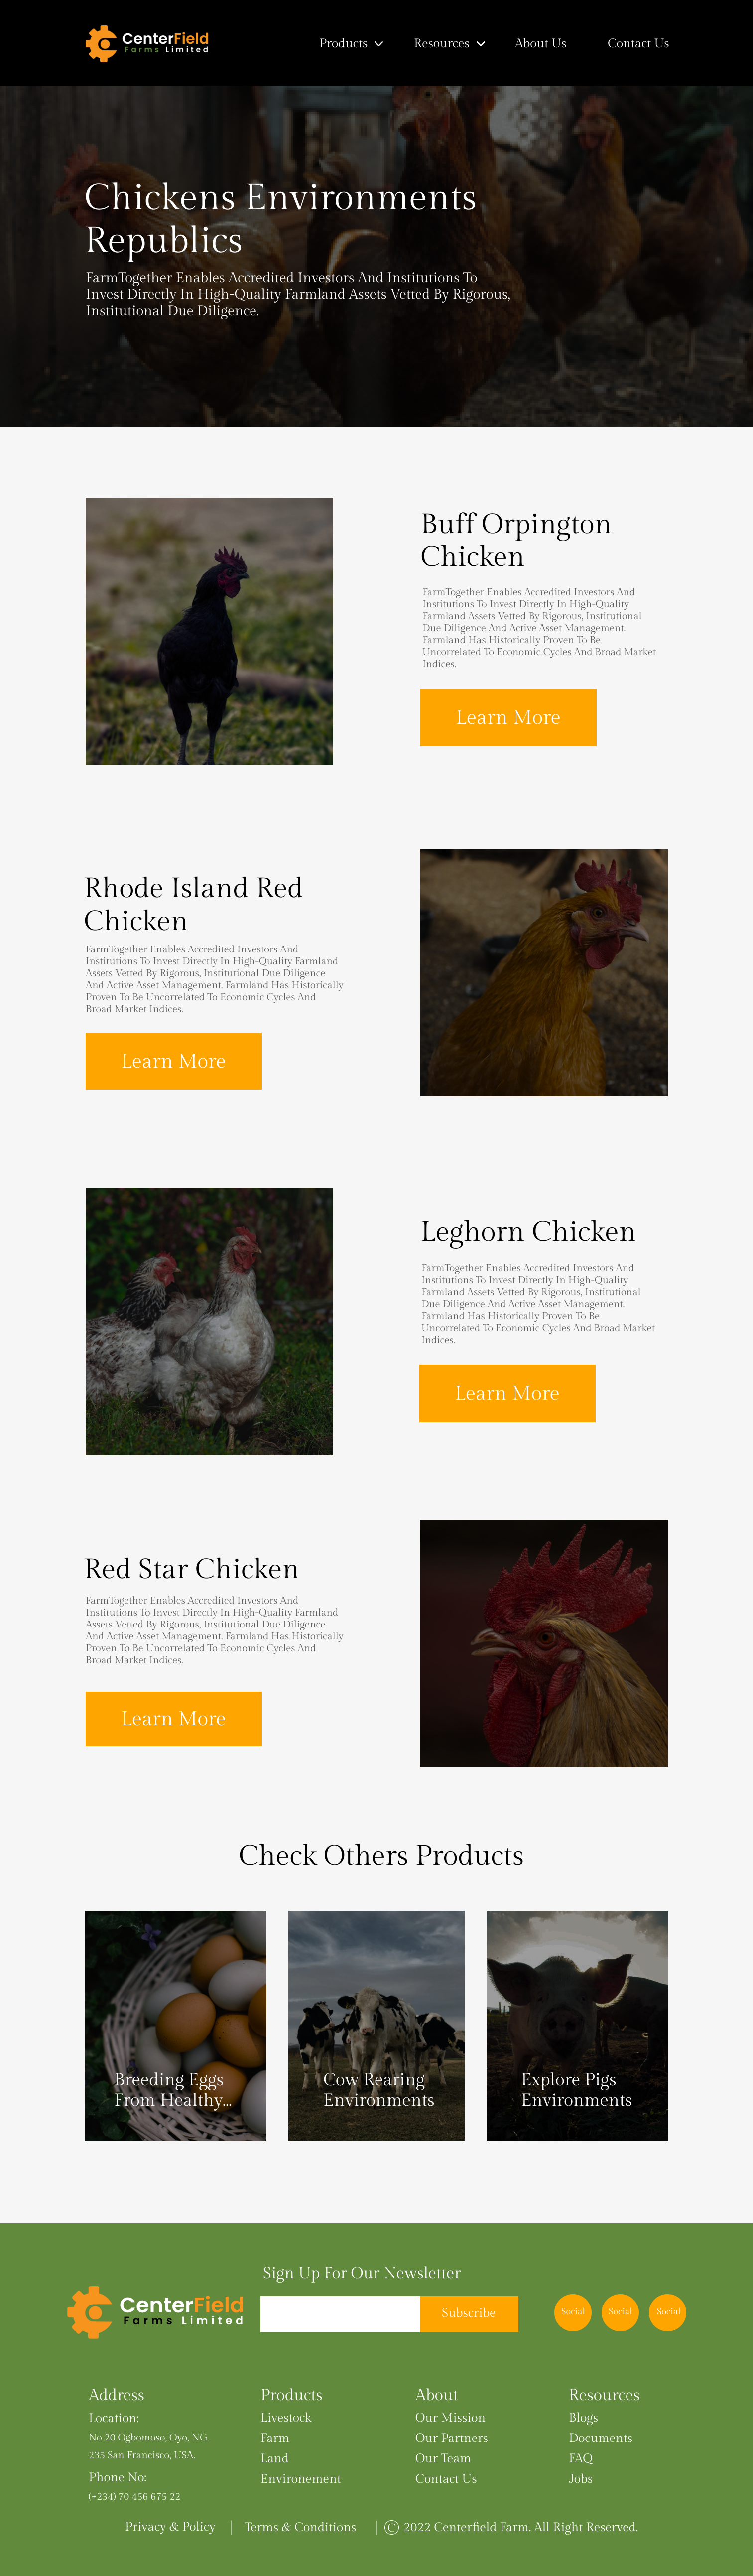 CenterField
Farms Limited
Products
Resources
About Us
Contact Us
Chickens Environments
Republics
FarmTogether Enables Accredited Investors And Institutions To
Invest Directly In High-Quality Farmland Assets Vetted By Rigorous,
Institutional Due Diligence.
Buff Orpington
Chicken
FarmTogether Enables Accredited Investors And
Institutions To Invest Directly In High-Quality
Farmland Assets Vetted By Rigorous, Institutional
Due Diligence And Active Asset Management.
Farmland Has Historically Proven To Be
Uncorrelated To Economic Cycles And Broad Market
Indices.
Learn More
Rhode Island Red
Chicken
FarmTogether Enables Accredited Investors And
Institutions To Invest Directly In High-Quality Farmland
Assets Vetted By Rigorous, Institutional Due Diligence
And Active Asset Management. Farmland Has Historically
Proven To Be Uncorrelated To Economic Cycles And
Broad Market Indices.
Learn More
Leghorn Chicken
FarmTogether Enables Accredited Investors And
Institutions To Invest Directly In High-Quality
Farmland Assets Vetted By Rigorous, Institutional
Due Diligence And Active Asset Management.
Farmland Has Historically Proven To Be
Uncorrelated To Economic Cycles And Broad Market
Indices.
Learn More
Red Star Chicken
FarmTogether Enables Accredited Investors And
Institutions To Invest Directly In High-Quality Farmland
Assets Vetted By Rigorous, Institutional Due Diligence
And Active Asset Management. Farmland Has Historically
Proven To Be Uncorrelated To Economic Cycles And
Broad Market Indices.
Learn More
Check Others Products
Breeding Eggs
From Healthy...
Cow Rearing
Environments
Explore Pigs
Environments
Sign Up For Our Newsletter
CenterField
Farms Limited
Subscribe
Social
Social
Social
Address
Location:
No 20 Ogbomoso, Oyo, NG.
235 San Francisco, USA.
Phone No:
(+234) 70 456 675 22
Products
Livestock
Farm
Land
Environement
About
Our Mission
Our Partners
Our Team
Contact Us
Resources
Blogs
Documents
FAQ
Jobs
Privacy & Policy | Terms & Conditions | © 2022 Centerfield Farm. All Right Reserved.